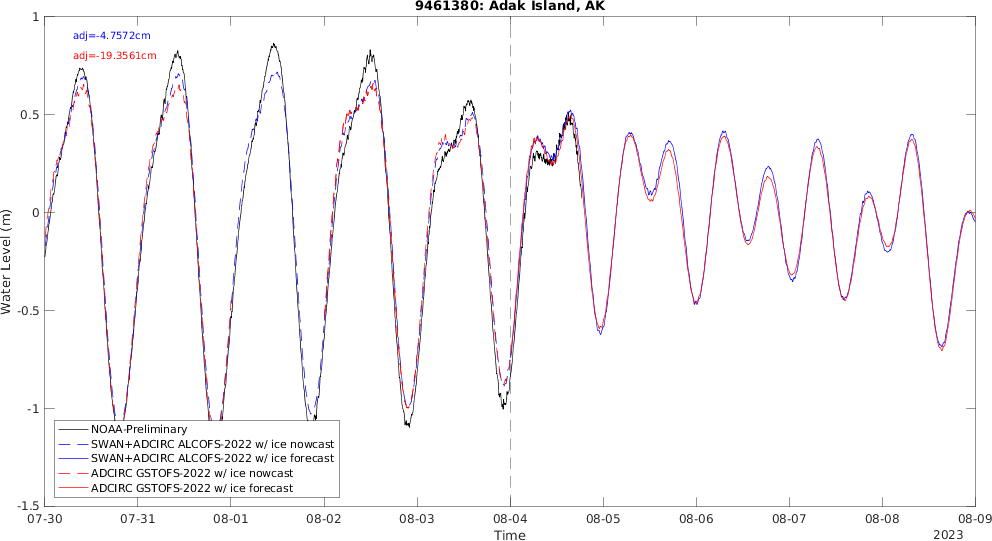 9461380: Adak Island, AK
adj=-4.7572cm
adj=-19.3561cm
Water Level (m)
1
0.5
0
-0.5
-1
-1.5
NOAA-Preliminary
SWAN+ADCIRC ALCOFS-2022 w/ ice nowcast
SWAN+ADCIRC ALCOFS-2022 w/ ice forecast
ADCIRC GSTOFS-2022 w/ ice nowcast
ADCIRC GSTOFS-2022 w/ ice forecast
07-30 07-31 08-01 08-02 08-03 08-04 08-05 08-06 08-07 08-08 08-09
Time
2023